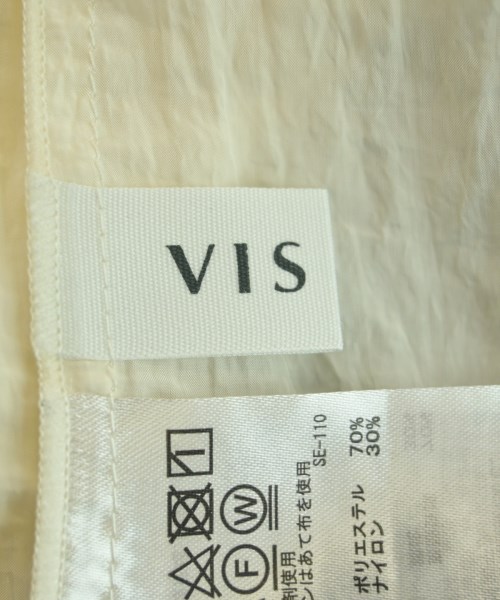 VIS
SE-110
剤使用
ンはあて布を使用
ポリエステル 70%
ナイロン 30%
W
F